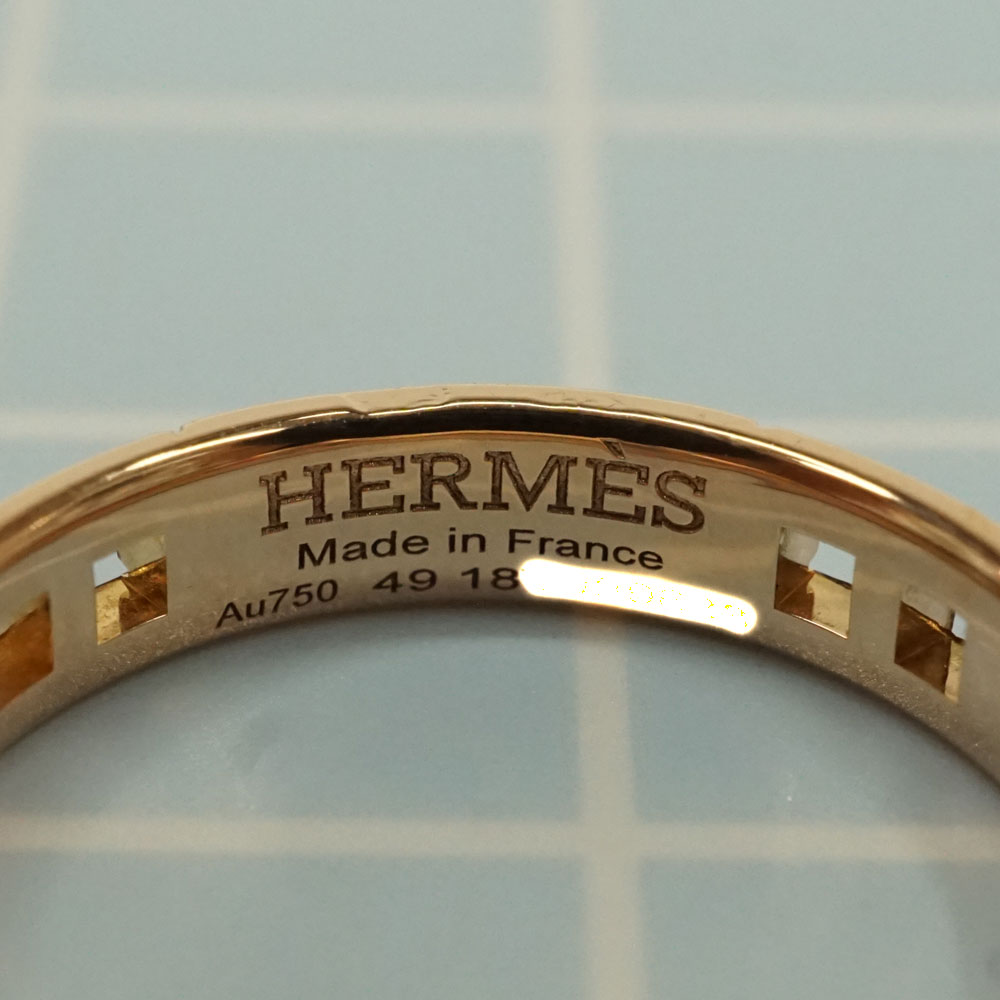 HERMÈS
Made in France
Au750 49 18